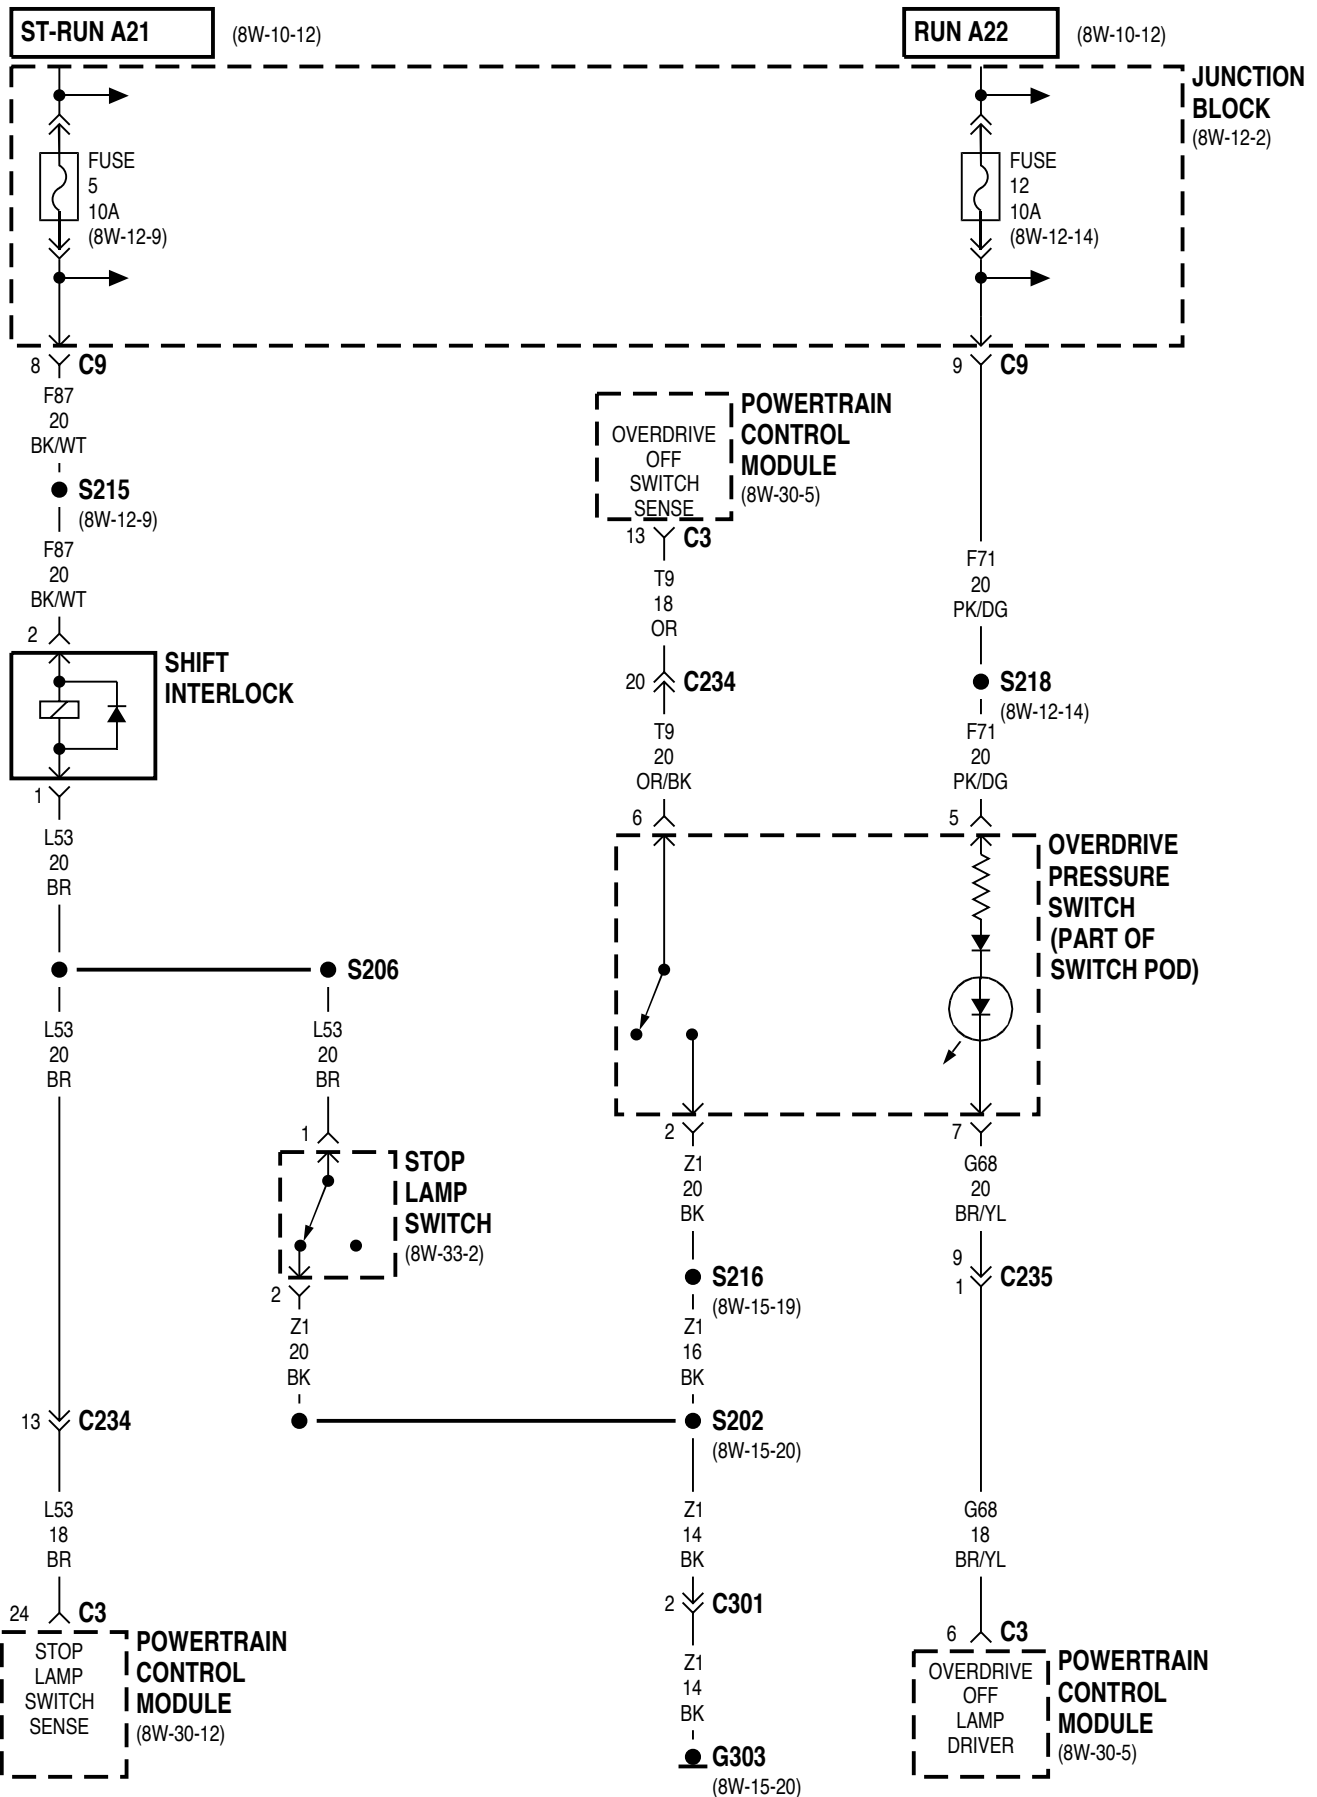 ST-RUN A21
(8W-10-12)
RUN A22
(8W-10-12)
JUNCTION
BLOCK
(8W-12-2)
FUSE
5
10A
(8W-12-9)
FUSE
12
10A
(8W-12-14)
8
C9
9
C9
F87
20
BK/WT
S215
(8W-12-9)
F87
20
BK/WT
2
SHIFT
INTERLOCK
1
L53
20
BR
S206
L53
20
BR
L53
20
BR
1
STOP
LAMP
SWITCH
(8W-33-2)
2
Z1
20
BK
13
C234
L53
18
BR
24
C3
STOP
LAMP
SWITCH
SENSE
POWERTRAIN
CONTROL
MODULE
(8W-30-12)
OVERDRIVE
OFF
SWITCH
SENSE
POWERTRAIN
CONTROL
MODULE
(8W-30-5)
13
C3
T9
18
OR
20
C234
T9
20
OR/BK
6
F71
20
PK/DG
S218
(8W-12-14)
F71
20
PK/DG
5
OVERDRIVE
PRESSURE
SWITCH
(PART OF
SWITCH POD)
2
Z1
20
BK
S216
(8W-15-19)
Z1
16
BK
S202
(8W-15-20)
Z1
14
BK
2
C301
Z1
14
BK
G303
(8W-15-20)
7
G68
20
BR/YL
9
1
C235
G68
18
BR/YL
6
C3
OVERDRIVE
OFF
LAMP
DRIVER
POWERTRAIN
CONTROL
MODULE
(8W-30-5)